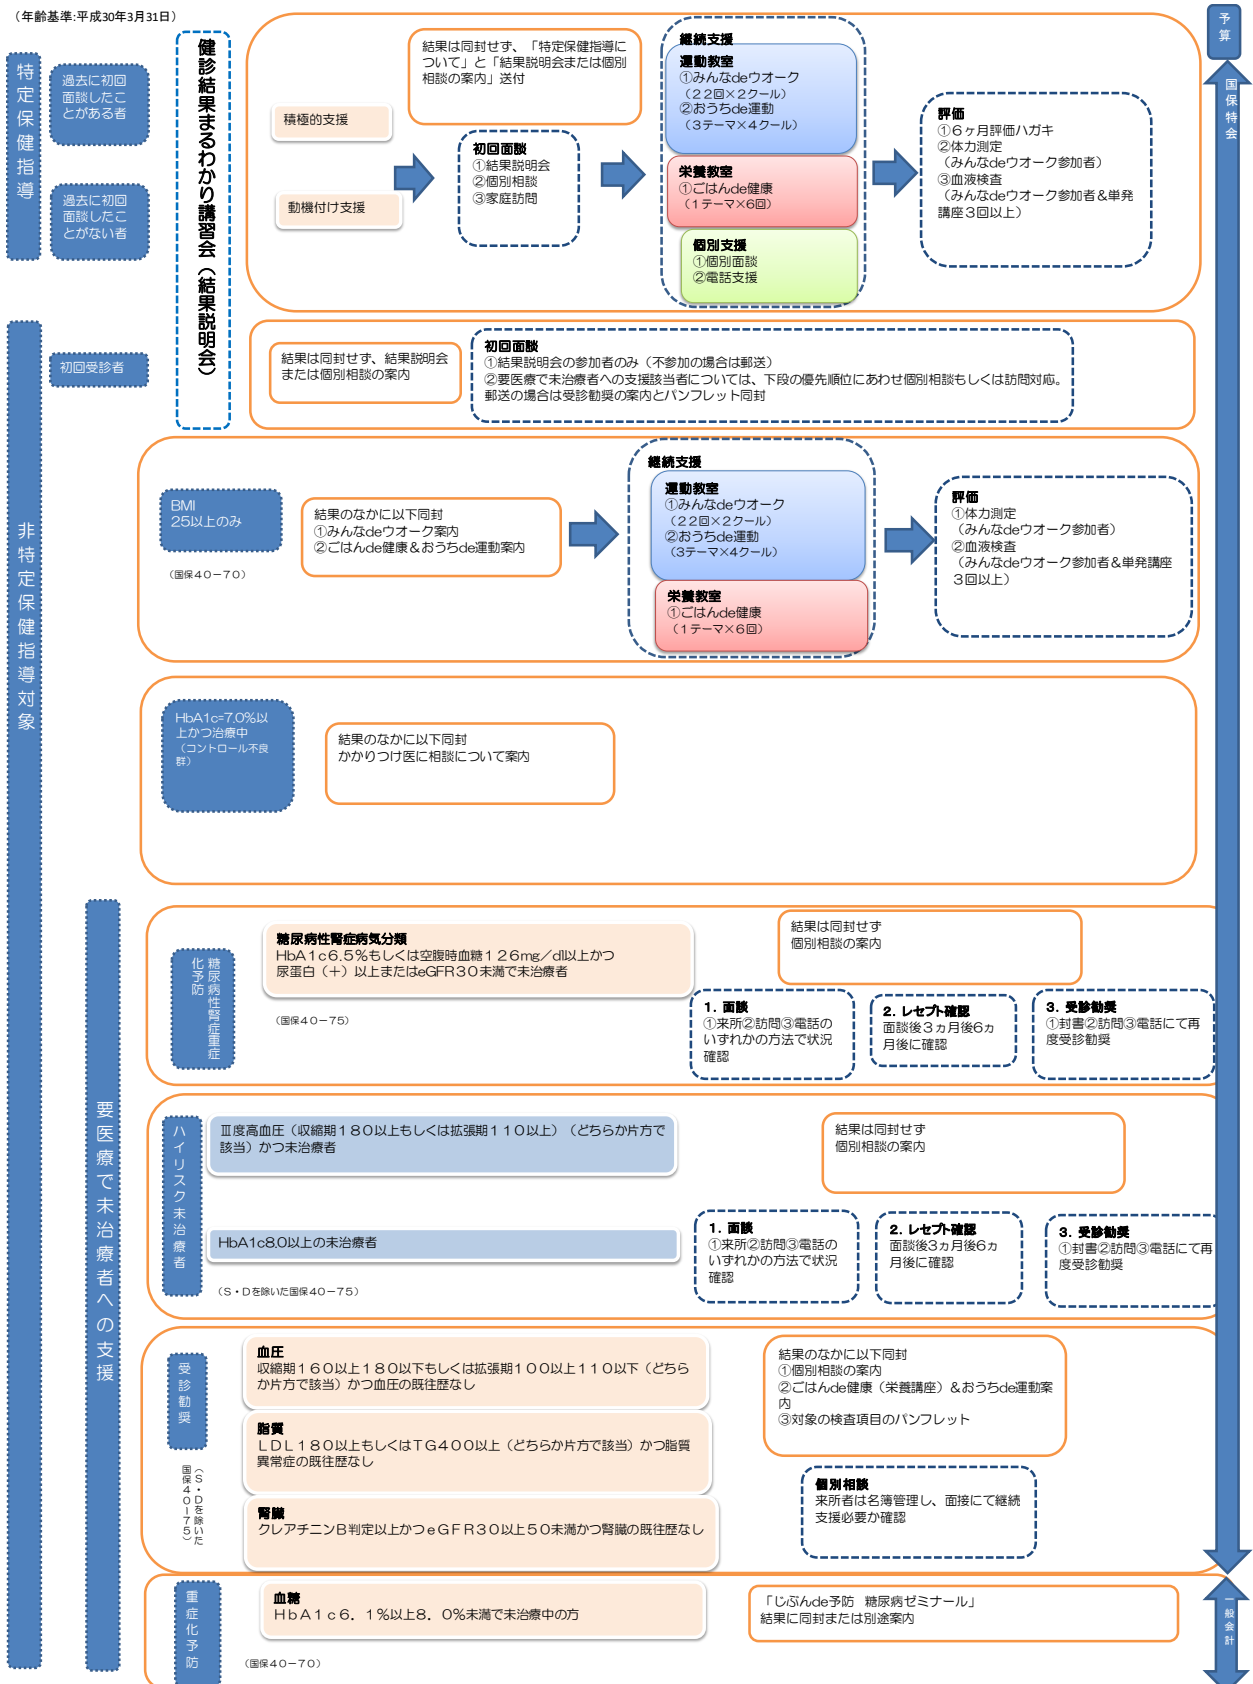 （年齢基準:平成30年3月31日）
予算
国保特会
特定保健指導
過去に初回
面談したこ
とがある者
過去に初回
面談したこ
とがない者
健診結果まるわかり講習会（結果説明会）
積極的支援
動機付け支援
結果は同封せず、「特定保健指導に
ついて」と「結果説明会または個別
相談の案内」送付
初回面談
①結果説明会
②個別相談
③家庭訪問
継続支援
運動教室
①みんなdeウオーク
（22回×2クール）
②おうちde運動
（3テーマ×4クール）
栄養教室
①ごはんde健康
（1テーマ×6回）
個別支援
①個別面談
②電話支援
評価
①6ヶ月評価ハガキ
②体力測定
（みんなdeウオーク参加者）
③血液検査
（みんなdeウオーク参加者&単発
講座3回以上）
非特定保健指導対象
初回受診者
結果は同封せず、結果説明会
または個別相談の案内
初回面談
①結果説明会の参加者のみ（不参加の場合は郵送）
②要医療で未治療者への支援該当者については、下段の優先順位にあわせ個別相談もしくは訪問対応。
郵送の場合は受診勧奨の案内とパンフレット同封
BMI
25以上のみ
（国保40－70）
結果のなかに以下同封
①みんなdeウオーク案内
②ごはんde健康&おうちde運動案内
継続支援
運動教室
①みんなdeウオーク
（22回×2クール）
②おうちde運動
（3テーマ×4クール）
栄養教室
①ごはんde健康
（1テーマ×6回）
評価
①体力測定
（みんなdeウオーク参加者）
②血液検査
（みんなdeウオーク参加者&単発講座
3回以上）
HbA1c=7.0%以
上かつ治療中
（コントロール不良
群）
結果のなかに以下同封
かかりつけ医に相談について案内
要医療で未治療者への支援
糖尿病性腎症重症
化予防
糖尿病性腎症病気分類
HbA1c6.5%もしくは空腹時血糖126mg／dl以上かつ
尿蛋白（＋）以上またはeGFR30未満で未治療者
（国保40－75）
結果は同封せず
個別相談の案内
1．面談
①来所②訪問③電話の
いずれかの方法で状況
確認
2．レセプト確認
面談後3ヵ月後6ヵ
月後に確認
3．受診勧奨
①封書②訪問③電話にて再
度受診勧奨
ハイリスク未治療者
Ⅲ度高血圧（収縮期180以上もしくは拡張期110以上）（どちらか片方で
該当）かつ未治療者
HbA1c8.0以上の未治療者
（S・Dを除いた国保40－75）
結果は同封せず
個別相談の案内
1．面談
①来所②訪問③電話の
いずれかの方法で状況
確認
2．レセプト確認
面談後3ヵ月後6ヵ
月後に確認
3．受診勧奨
①封書②訪問③電話にて再
度受診勧奨
受診勧奨
（S・Dを除いた
国保40－75）
血圧
収縮期160以上180以下もしくは拡張期100以上110以下（どちら
か片方で該当）かつ血圧の既往歴なし
脂質
LDL180以上もしくはTG400以上（どちらか片方で該当）かつ脂質
異常症の既往歴なし
腎臓
クレアチニンB判定以上かつeGFR30以上50未満かつ腎臓の既往歴なし
結果のなかに以下同封
①個別相談の案内
②ごはんde健康（栄養講座）&おうちde運動案
内
③対象の検査項目のパンフレット
個別相談
来所者は名簿管理し、面接にて継続
支援必要か確認
重症化予防
血糖
HbA1c6．1%以上8．0%未満で未治療中の方
（国保40－70）
「じぶんde予防　糖尿病ゼミナール」
結果に同封または別途案内
一般会計